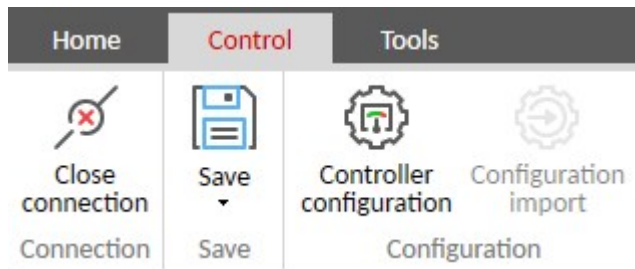 Home Control Tools
Close connection
Save
Controller configuration
Configuration import
Connection Save Configuration